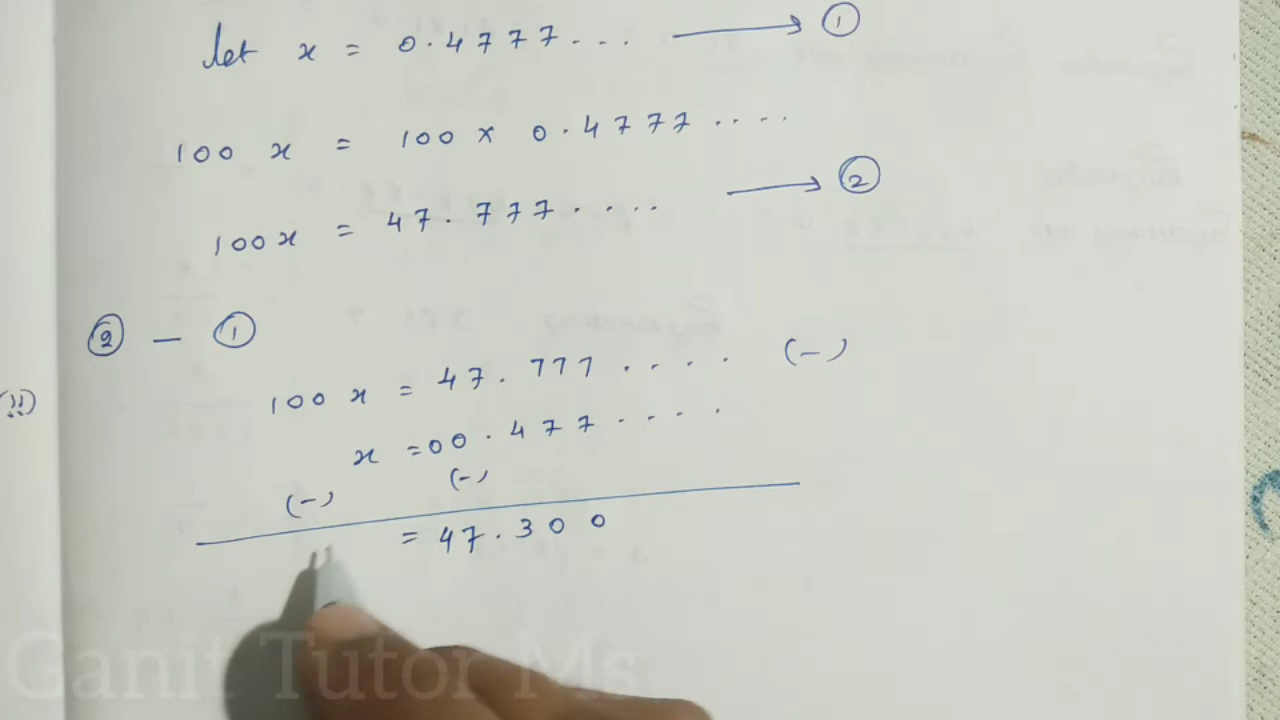 let x = 0.4777... → ①
100 x = 100 x 0.4777....
100x = 47.777.... → ②
② - ①
100 x = 47.777.... (-)
x = 00.477....
(-) (-)
= 47.300
Ganit Tutor Ms